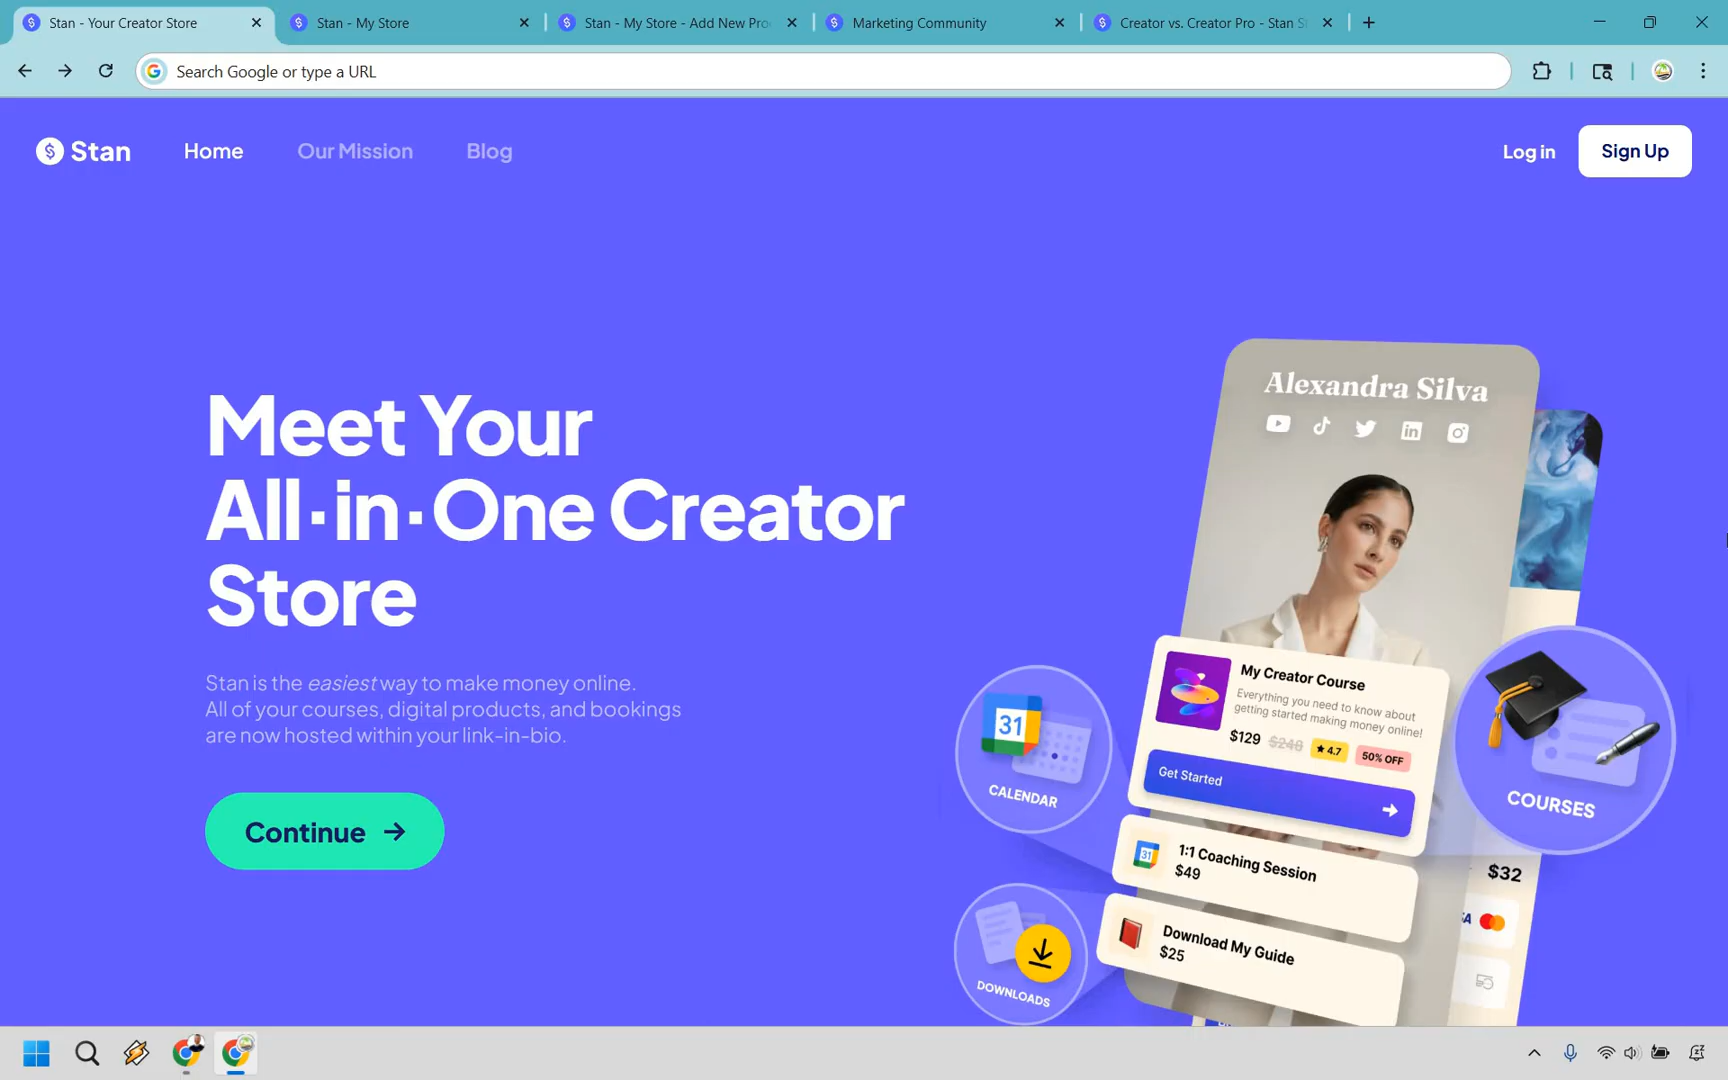 Stan - Your Creator Store
Stan - My Store
Stan - My Store - Add New Pro
Marketing Community
Creator vs. Creator Pro - Stan S
Search Google or type a URL
Stan
Home
Our Mission
Blog
Log in
Sign Up
Meet Your
All·in·One Creator
Store
Stan is the easiest way to make money online.
All of your courses, digital products, and bookings
are now hosted within your link-in-bio.
Continue →
Alexandra Silva
My Creator Course
Everything you need to know about
getting started making money online!
$129 $240 ★ 4.7 50% OFF
Get Started
31
CALENDAR
COURSES
31
1:1 Coaching Session
$49
$32
Download My Guide
$25
DOWNLOADS